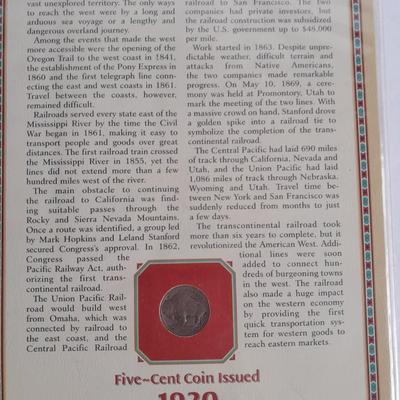 vast unexplored territory. The only ways
to reach the west were by a long and
arduous sea voyage or a lengthy and
dangerous overland journey.
Among the events that made the west
more accessible were the opening of the
Oregon Trail to the west coast in 1841,
the establishment of the Pony Express in
1860 and the first telegraph line connec-
ting the east and west coasts in 1861.
Travel between the coasts, however,
remained difficult.
Railroads served every state east of the
Mississippi River by the time the Civil
War began in 1861, making it easy to
transport people and goods over great
distances. The first railroad train crossed
the Mississippi River in 1855, yet the
lines did not extend more than a few
hundred miles west of the river.
The main obstacle to continuing
the railroad to California was find-
ing suitable passes through the
Rocky and Sierra Nevada Mountains.
Once a route was identified, a group led
by Mark Hopkins and Leland Stanford
secured Congress's approval. In 1862,
Congress passed the
Pacific Railway Act, auth-
orizing the first trans-
continental railroad.
The Union Pacific Rail-
road would build west
from Omaha, which was
connected by railroad to
the east coast, and the
Central Pacific Railroad
railroad to San Francisco. The two
companies had private investors, but
the railroad construction was subsidized
by the U.S. government up to $48,000
per mile.
Work started in 1863. Despite unpre-
dictable weather, difficult terrain and
attacks from Native Americans,
the two companies made remarkable
progress. On May 10, 1869, a cere-
mony was held at Promontory, Utah to
mark the meeting of the two lines. With
a massive crowd on hand, Stanford drove
a golden spike into a railroad tie to
symbolize the completion of the trans-
continental railroad.
The Central Pacific had laid 690 miles
of track through California, Nevada and
Utah, and the Union Pacific had laid
1,086 miles of track through Nebraska,
Wyoming and Utah. Travel time be-
tween New York and San Francisco was
suddenly reduced from months to just
a few days.
The transcontinental railroad took
more than six years to complete, but it
revolutionized the American West. Addi-
tional lines were soon
added to connect hun-
dreds of burgeoning towns
in the west. The railroad
also made a huge impact
on the western economy
by providing the first
quick transportation sys-
tem for western goods to
reach eastern markets.
Five~Cent Coin Issued
1920